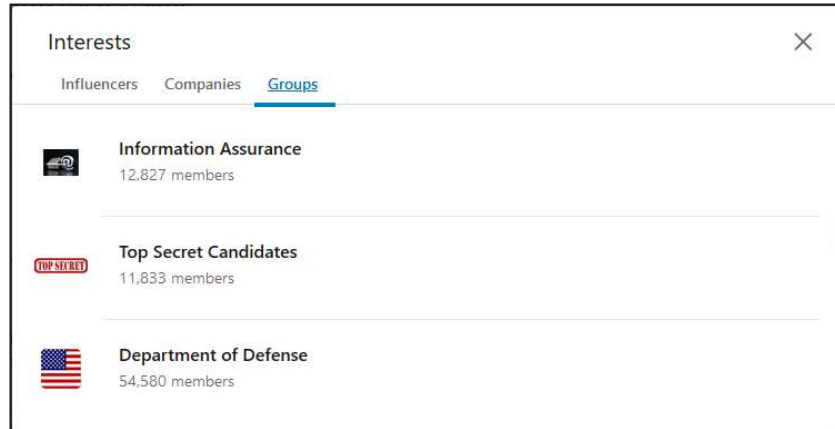 Interests
Influencers Companies Groups
Information Assurance
12,827 members
TOP SECRET
Top Secret Candidates
11,833 members
Department of Defense
54,580 members